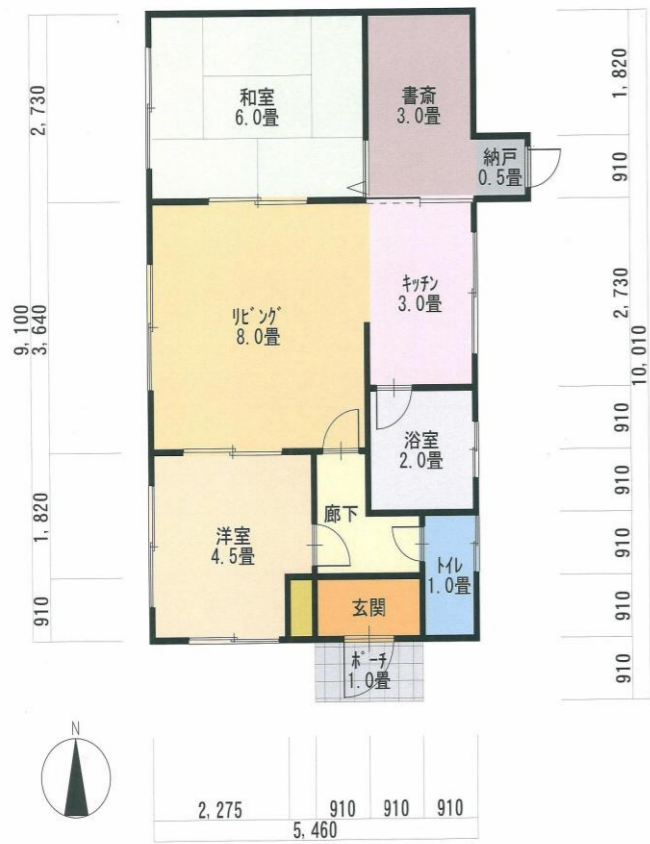 和室
6.0畳
書斎
3.0畳
納戸
0.5畳
ﾘﾋﾞﾝｸﾞ
8.0畳
ｷｯﾁﾝ
3.0畳
浴室
2.0畳
廊下
洋室
4.5畳
ﾄｲﾚ
1.0畳
玄関
ﾎﾟｰﾁ
1.0畳
2,730
9,100
3,640
1,820
910
1,820
910
2,730
10,010
910
910
910
910
910
N
2,275
910
910
910
5,460